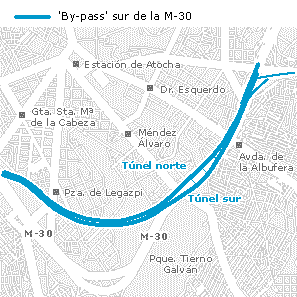 'By-pass' sur de la M-30
Estación de Atocha
Dr. Esquerdo
Gta. Sta. Mª
de la Cabeza
Méndez
Álvaro
Túnel norte
Avda. de
la Albufera
Pza. de Legazpi
Túnel sur
M-30
M-30
Pque. Tierno
Galván